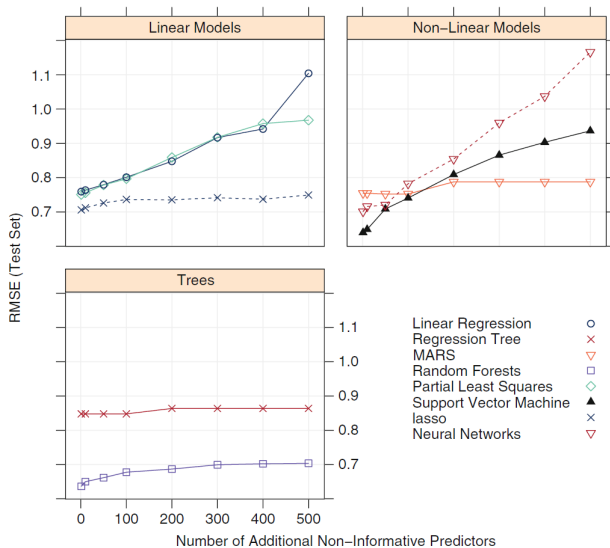 Linear Models
Non−Linear Models
1.1
1.0
0.9
0.8
0.7
RMSE (Test Set)
Trees
1.1
1.0
0.9
0.8
0.7
0 100 200 300 400 500
Number of Additional Non−Informative Predictors
Linear Regression
Regression Tree
MARS
Random Forests
Partial Least Squares
Support Vector Machine
lasso
Neural Networks